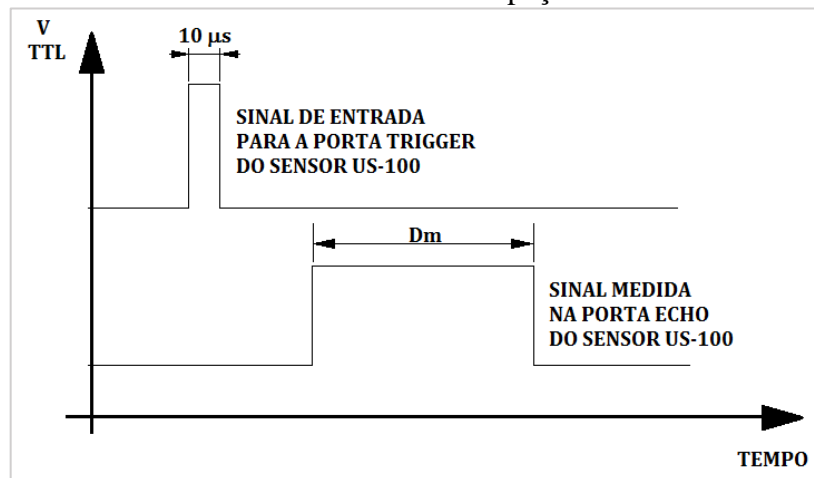 V
TTL
10 µs
SINAL DE ENTRADA
PARA A PORTA TRIGGER
DO SENSOR US-100
Dm
SINAL MEDIDA
NA PORTA ECHO
DO SENSOR US-100
TEMPO